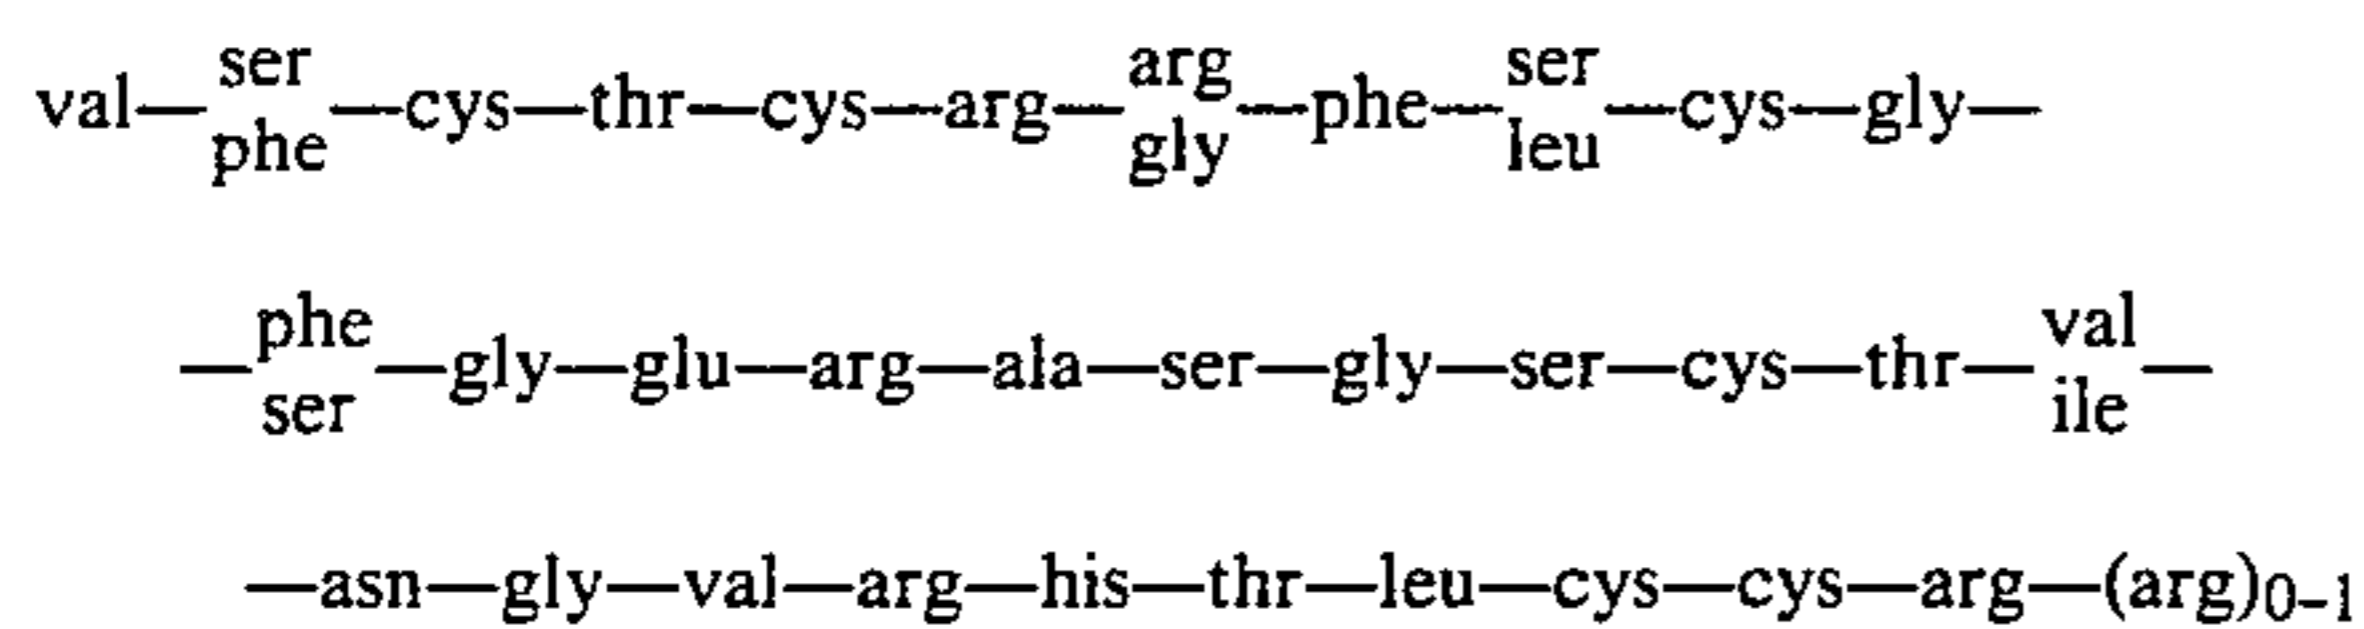 val—ser/phe—cys—thr—cys—arg—arg/gly—phe—ser/leu—cys—gly—
—phe/ser—gly—glu—arg—ala—ser—gly—ser—cys—thr—val/ile—
—asn—gly—val—arg—his—thr—leu—cys—cys—arg—(arg)0-1